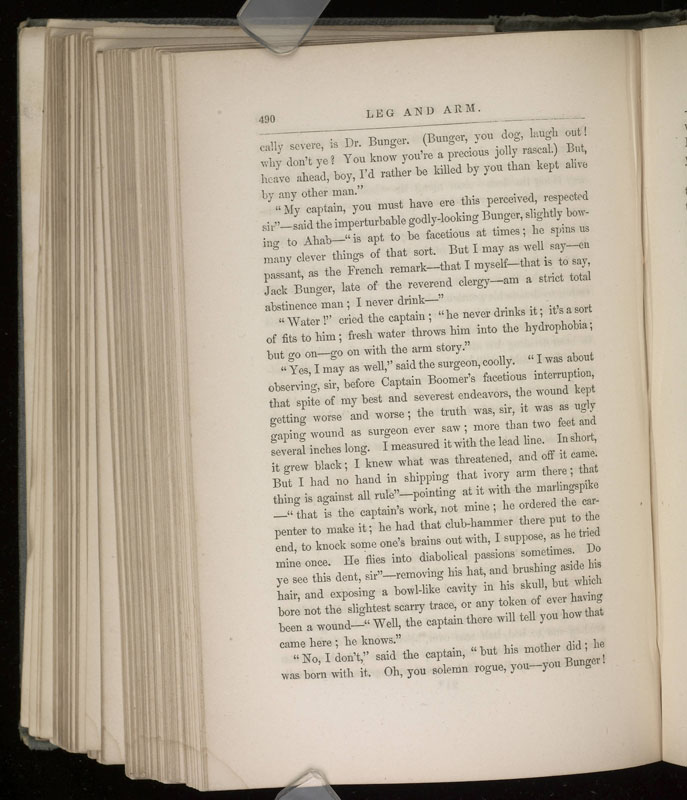 490 LEG AND ARM.
cally severe, is Dr. Bunger. (Bunger, you dog, laugh out!
why don't ye? You know you're a precious jolly rascal.) But,
heave ahead, boy, I'd rather be killed by you than kept alive
by any other man."
"My captain, you must have ere this perceived, respected
sir"—said the imperturbable godly-looking Bunger, slightly bow-
ing to Ahab—"is apt to be facetious at times; he spins us
many clever things of that sort. But I may as well say—en
passant, as the French remark—that I myself—that is to say,
Jack Bunger, late of the reverend clergy—am a strict total
abstinence man; I never drink—"
"Water!" cried the captain; "he never drinks it; it's a sort
of fits to him; fresh water throws him into the hydrophobia;
but go on—go on with the arm story."
"Yes, I may as well," said the surgeon, coolly. "I was about
observing, sir, before Captain Boomer's facetious interruption,
that spite of my best and severest endeavors, the wound kept
getting worse and worse; the truth was, sir, it was as ugly
gaping wound as surgeon ever saw; more than two feet and
several inches long. I measured it with the lead line. In short,
it grew black; I knew what was threatened, and off it came.
But I had no hand in shipping that ivory arm there; that
thing is against all rule"—pointing at it with the marlingspike
—"that is the captain's work, not mine; he ordered the car-
penter to make it; he had that club-hammer there put to the
end, to knock some one's brains out with, I suppose, as he tried
mine once. He flies into diabolical passions sometimes. Do
ye see this dent, sir"—removing his hat, and brushing aside his
hair, and exposing a bowl-like cavity in his skull, but which
bore not the slightest scarry trace, or any token of ever having
been a wound—"Well, the captain there will tell you how that
came here; he knows."
"No, I don't," said the captain, "but his mother did; he
was born with it. Oh, you solemn rogue, you—you Bunger!